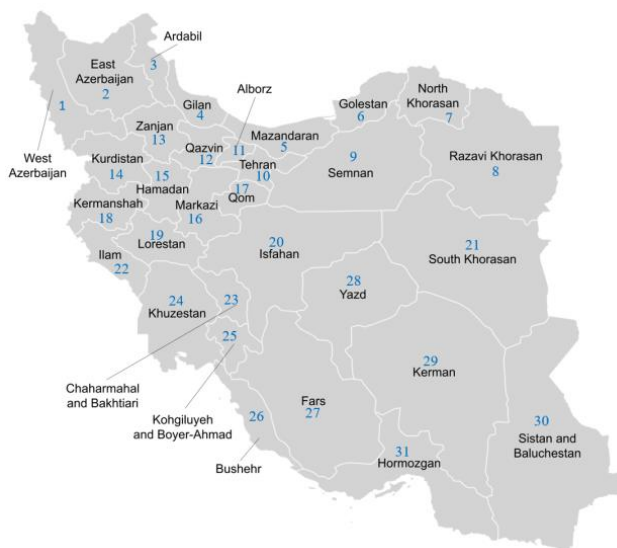 Ardabil
3
East
Azerbaijan
2
1
West
Azerbaijan
Gilan
4
Alborz
11
Zanjan
13
Qazvin
12
Mazandaran
5
Golestan
6
North
Khorasan
7
Razavi Khorasan
8
9
Semnan
Tehran
10
Kurdistan
14
15
Hamadan
17
Qom
Markazi
16
Kermanshah
18
19
Lorestan
Ilam
22
20
Isfahan
21
South Khorasan
24
Khuzestan
23
Chaharmahal
and Bakhtiari
28
Yazd
25
Kohgiluyeh
and Boyer-Ahmad
29
Kerman
26
Bushehr
Fars
27
30
Sistan and
Baluchestan
31
Hormozgan